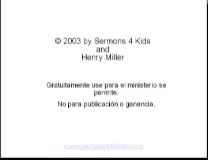 © 2003 by Sermons 4 Kids
and
Henry Miller
Gratuitamente use para el ministerio se
permite.
No para publicación o ganancia.